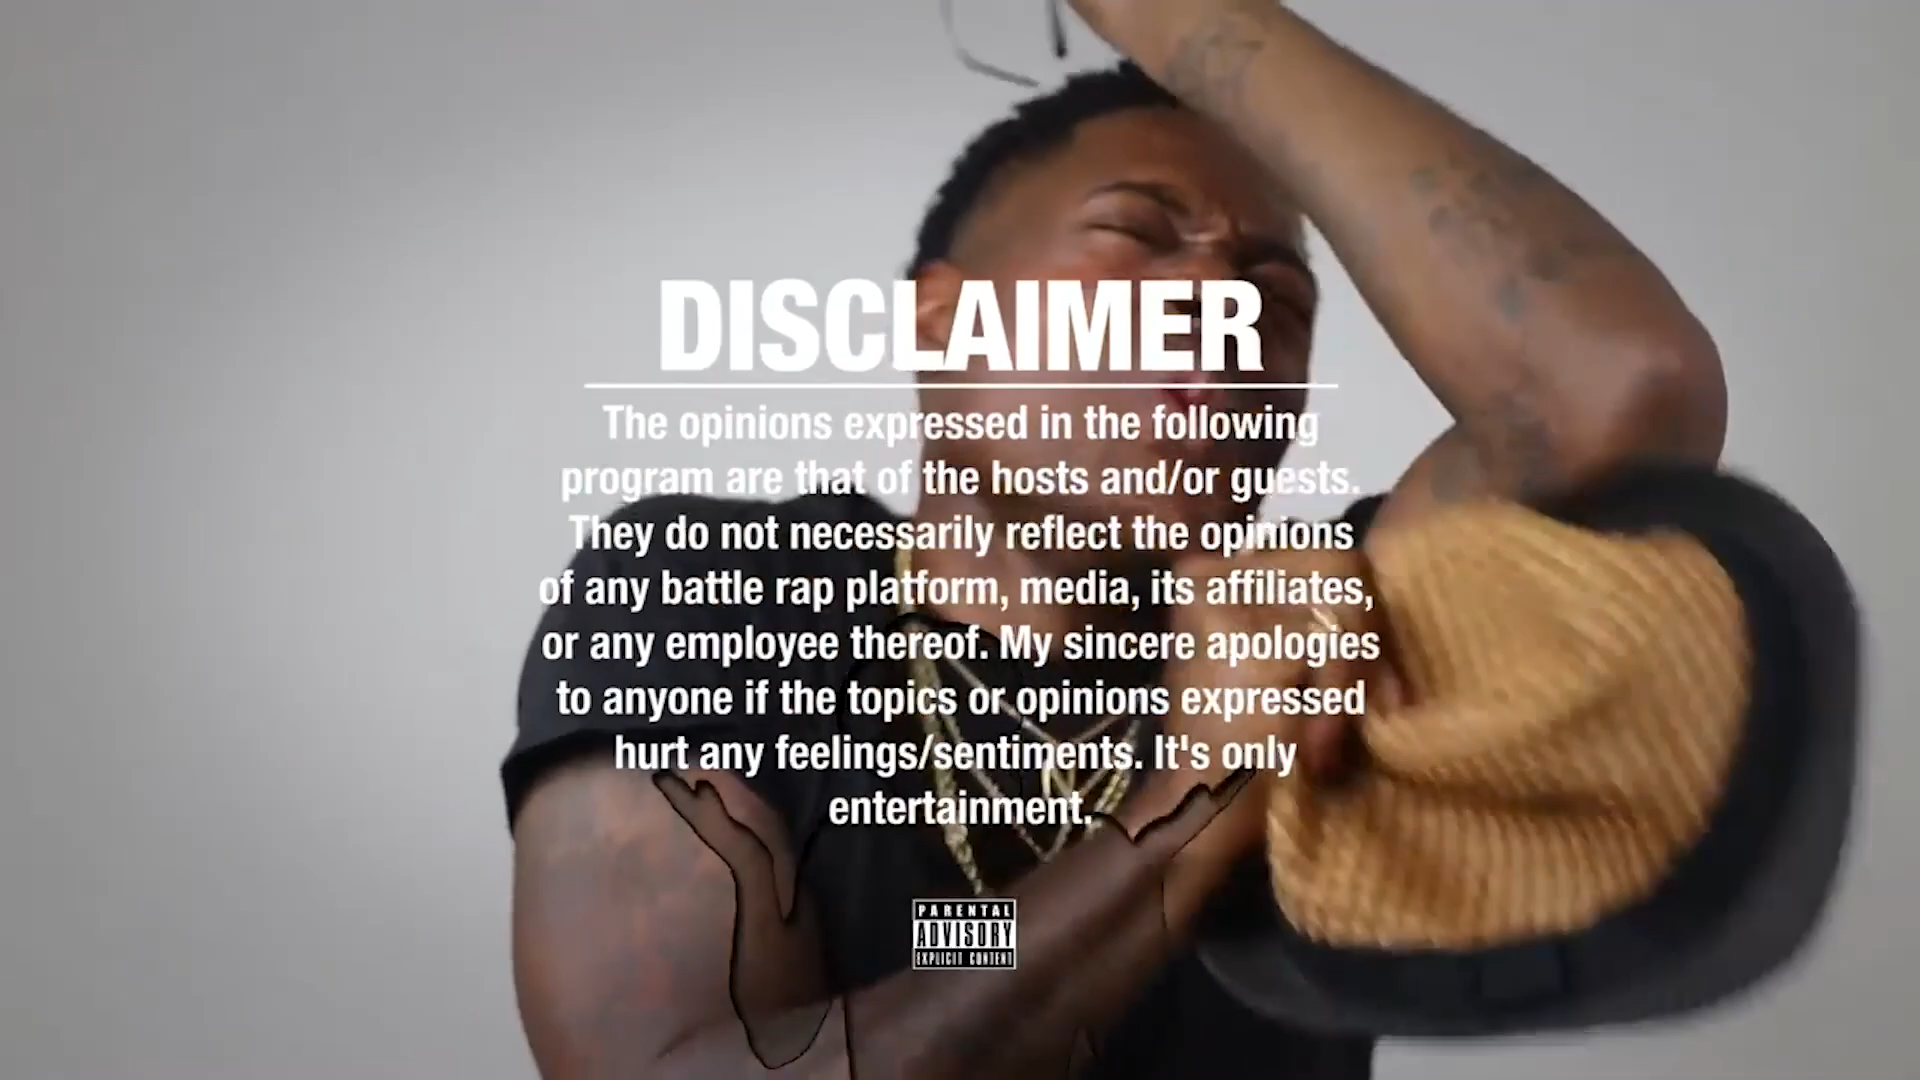 DISCLAIMER
The opinions expressed in the following
program are that of the hosts and/or guests.
They do not necessarily reflect the opinions
of any battle rap platform, media, its affiliates,
or any employee thereof. My sincere apologies
to anyone if the topics or opinions expressed
hurt any feelings/sentiments. It's only
entertainment.
PARENTAL
ADVISORY
EXPLICIT CONTENT